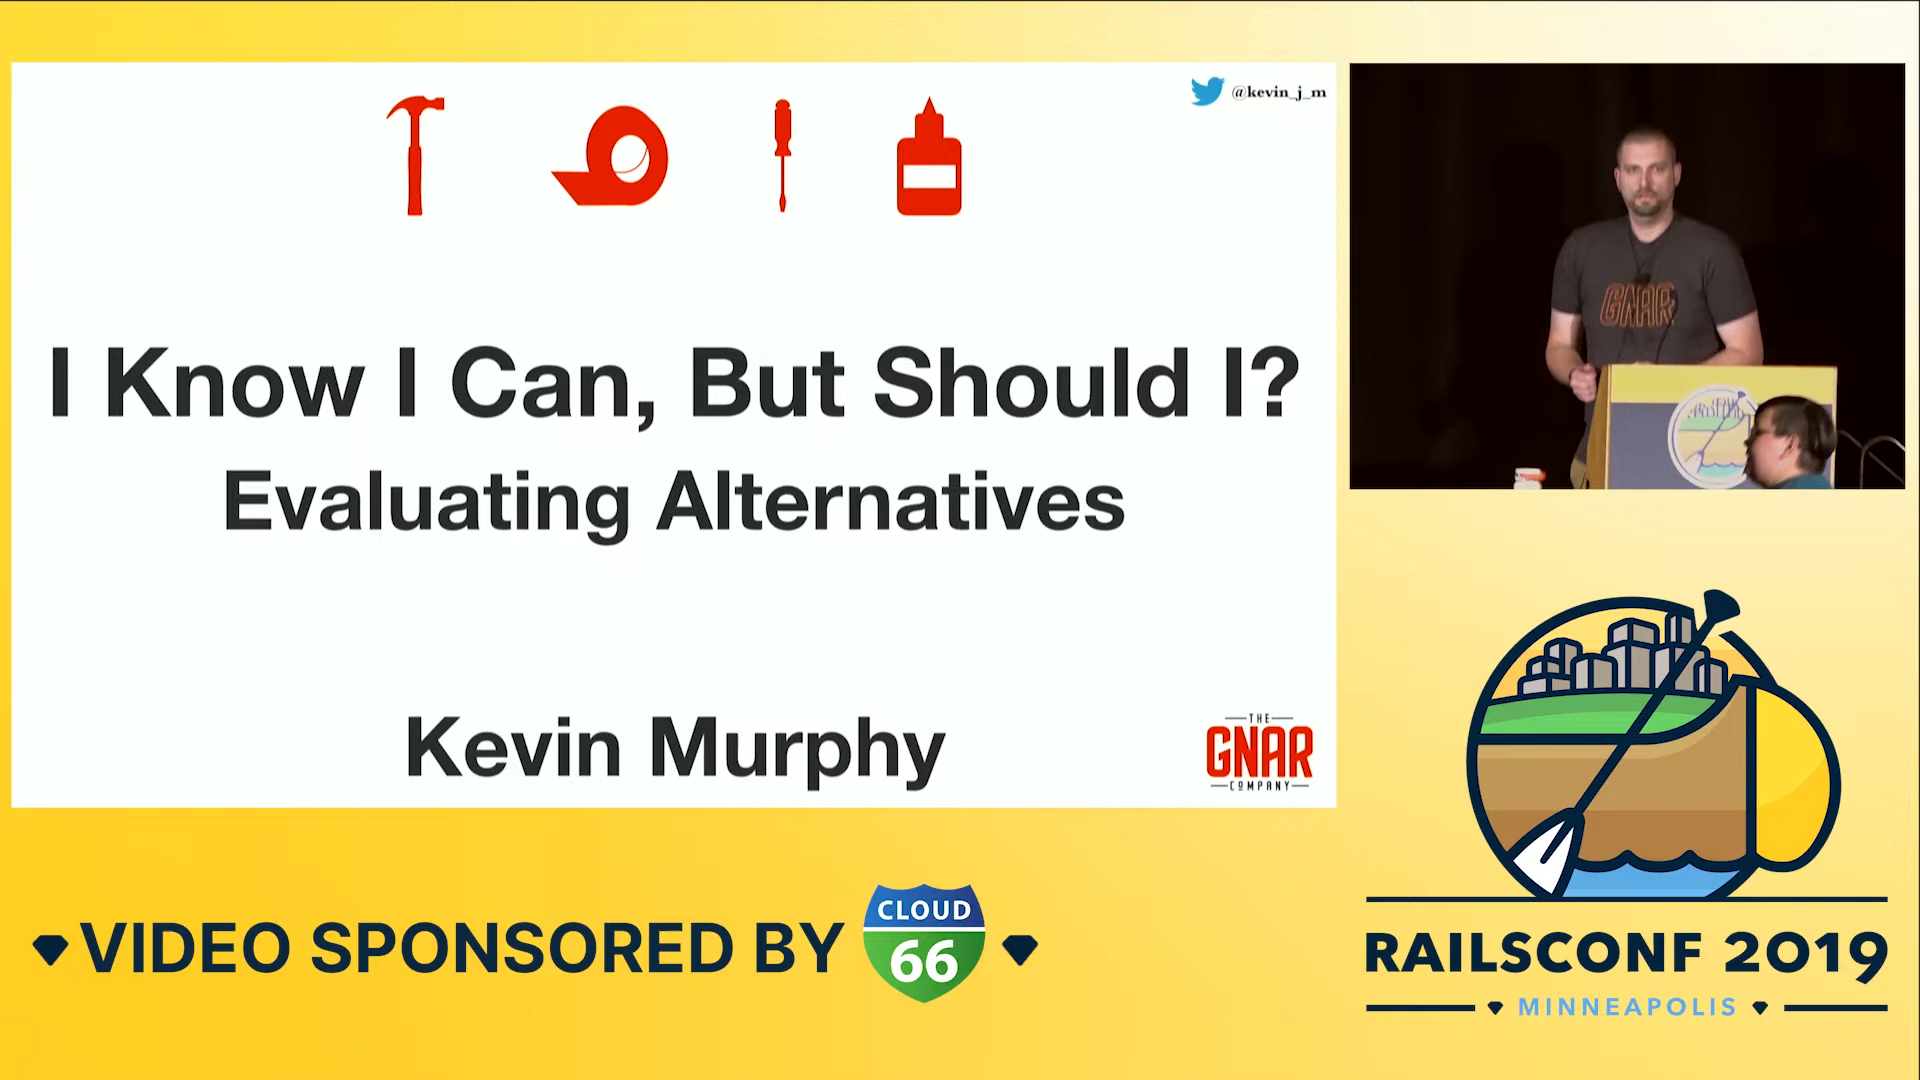 @kevin_j_m
I Know I Can, But Should I?
Evaluating Alternatives
Kevin Murphy
THE
GNAR
COMPANY
GNAR
VIDEO SPONSORED BY
CLOUD
66
RAILSCONF 2019
MINNEAPOLIS